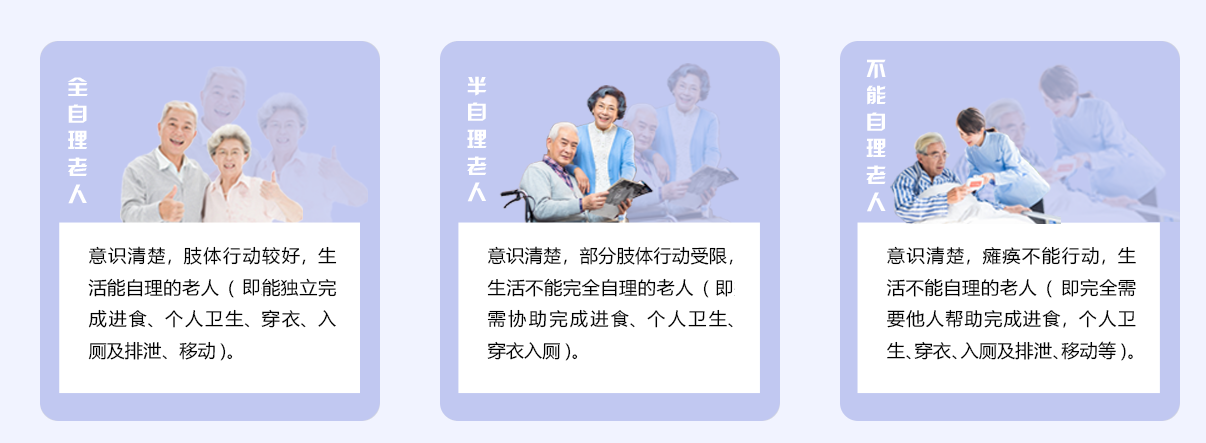 全自理老人
意识清楚，肢体行动较好，生
活能自理的老人（即能独立完
成进食、个人卫生、穿衣、入
厕及排泄、移动）。
半自理老人
意识清楚，部分肢体行动受限，
生活不能完全自理的老人（即
需协助完成进食、个人卫生、
穿衣入厕）。
不能自理老人
意识清楚，瘫痪不能行动，生
活不能自理的老人（即完全需
要他人帮助完成进食，个人卫
生、穿衣、入厕及排泄、移动等）。